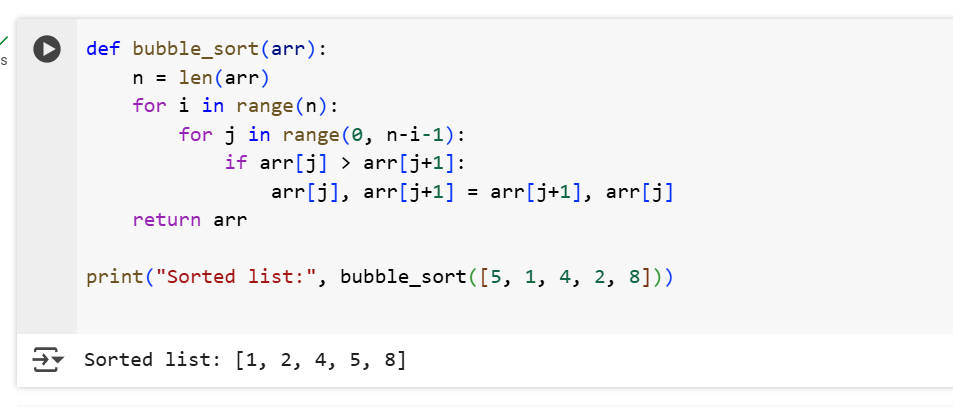 s
def bubble_sort(arr):
    n = len(arr)
    for i in range(n):
        for j in range(0, n-i-1):
            if arr[j] > arr[j+1]:
                arr[j], arr[j+1] = arr[j+1], arr[j]
    return arr
print("Sorted list:", bubble_sort([5, 1, 4, 2, 8]))
Sorted list: [1, 2, 4, 5, 8]